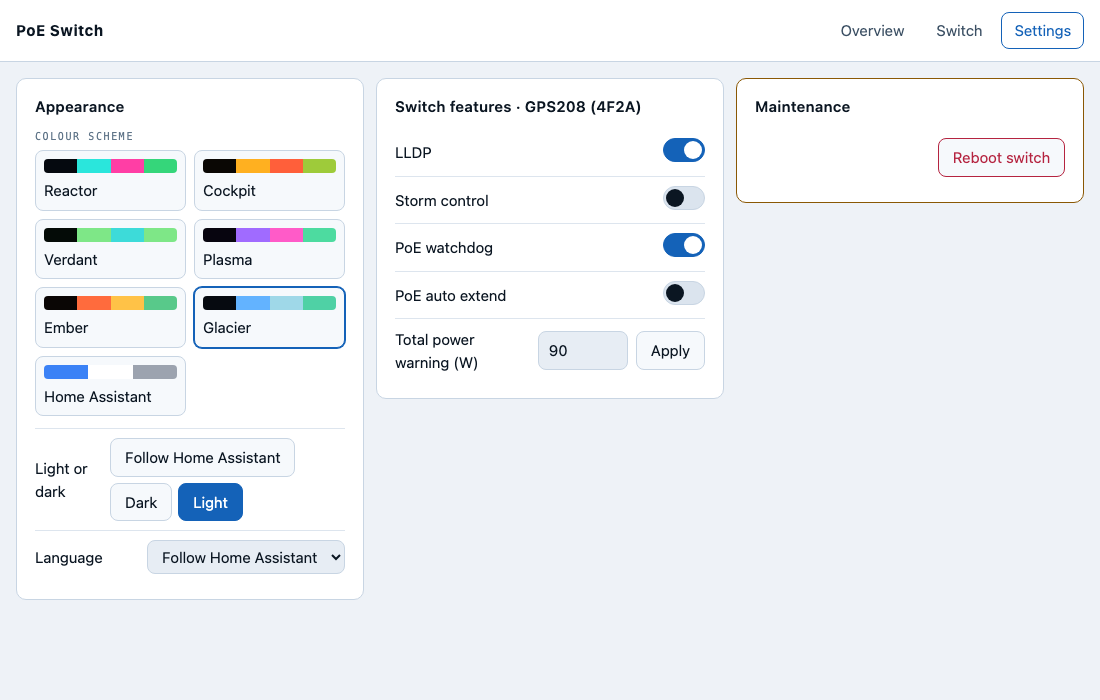 PoE Switch
Overview
Switch
Settings
Appearance
COLOUR SCHEME
Reactor
Cockpit
Verdant
Plasma
Ember
Glacier
Home Assistant
Light or
dark
Follow Home Assistant
Dark
Light
Language
Follow Home Assistant
Switch features · GPS208 (4F2A)
LLDP
Storm control
PoE watchdog
PoE auto extend
Total power
warning (W)
90
Apply
Maintenance
Reboot switch